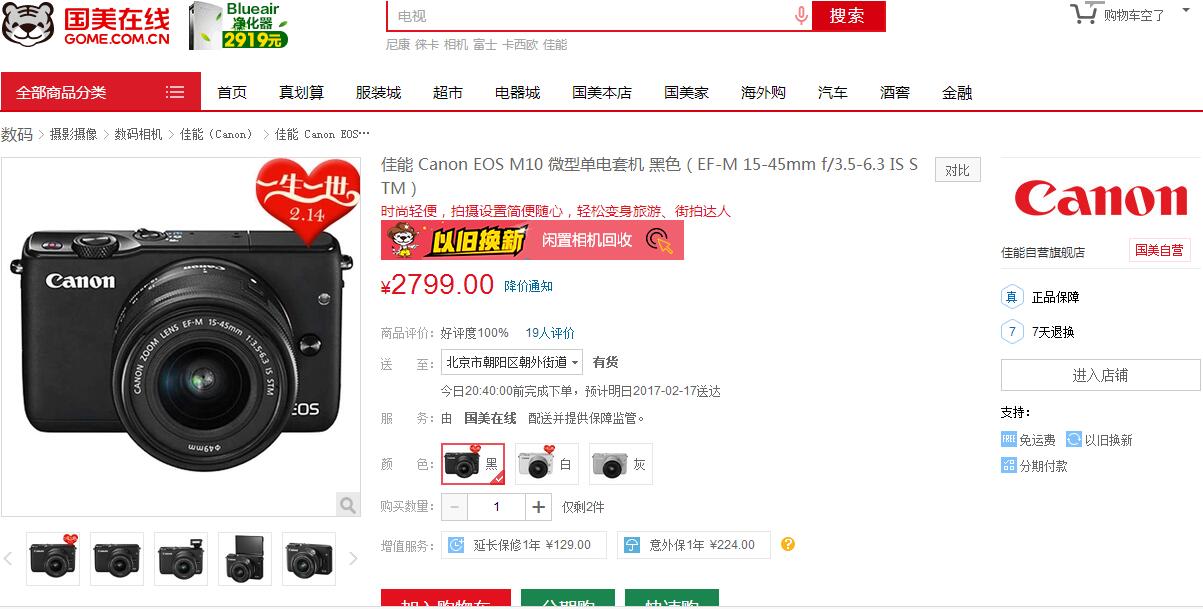 国美在线
GOME.COM.CN
Blueair
净化器
2919元
电视
搜索
购物车空了
尼康 徕卡 相机 富士 卡西欧 佳能
全部商品分类
首页 真划算 服装城 超市 电器城 国美本店 国美家 海外购 汽车 酒窖 金融
数码 > 摄影摄像 > 数码相机 > 佳能（Canon） > 佳能 Canon EOS…
一生一世
2.14
Canon
CANON ZOOM LENS EF-M 15-45mm 1:3.5-6.3 IS STM
EOS
Φ49mm
佳能 Canon EOS M10 微型单电套机 黑色（EF-M 15-45mm f/3.5-6.3 IS S
TM）
对比
时尚轻便，拍摄设置简便随心，轻松变身旅游、街拍达人
以旧换新 闲置相机回收
¥2799.00 降价通知
商品评价： 好评度100% 19人评价
送 至： 北京市朝阳区朝外街道 有货
今日20:40:00前完成下单，预计明日2017-02-17送达
服 务： 由 国美在线 配送并提供保障监管。
颜 色： 黑 白 灰
购买数量： − 1 + 仅剩2件
增值服务： 延长保修1年 ¥129.00 意外保1年 ¥224.00 ?
加入购物车 分期购 快速购
Canon
佳能自营旗舰店 国美自营
真 正品保障
7 7天退换
进入店铺
支持：
FREE 免运费 以旧换新
分期付款